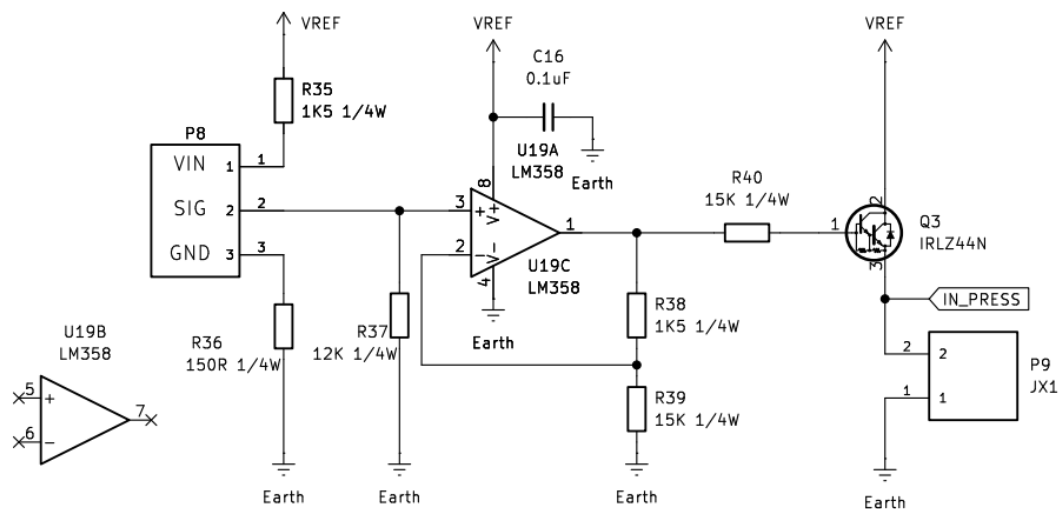 VREF
R35
1K5 1/4W
P8
VIN
1
1
SIG
2
2
GND
3
3
R36
150R 1/4W
Earth
U19B
LM358
5
+
6
−
7
R37
12K 1/4W
Earth
VREF
C16
0.1uF
Earth
U19A
LM358
8
V+
3
+
2
−
V-
4
1
U19C
LM358
Earth
R38
1K5 1/4W
R39
15K 1/4W
Earth
R40
15K 1/4W
VREF
2
1
3
Q3
IRLZ44N
IN_PRESS
2
2
1
1
P9
JX1
Earth